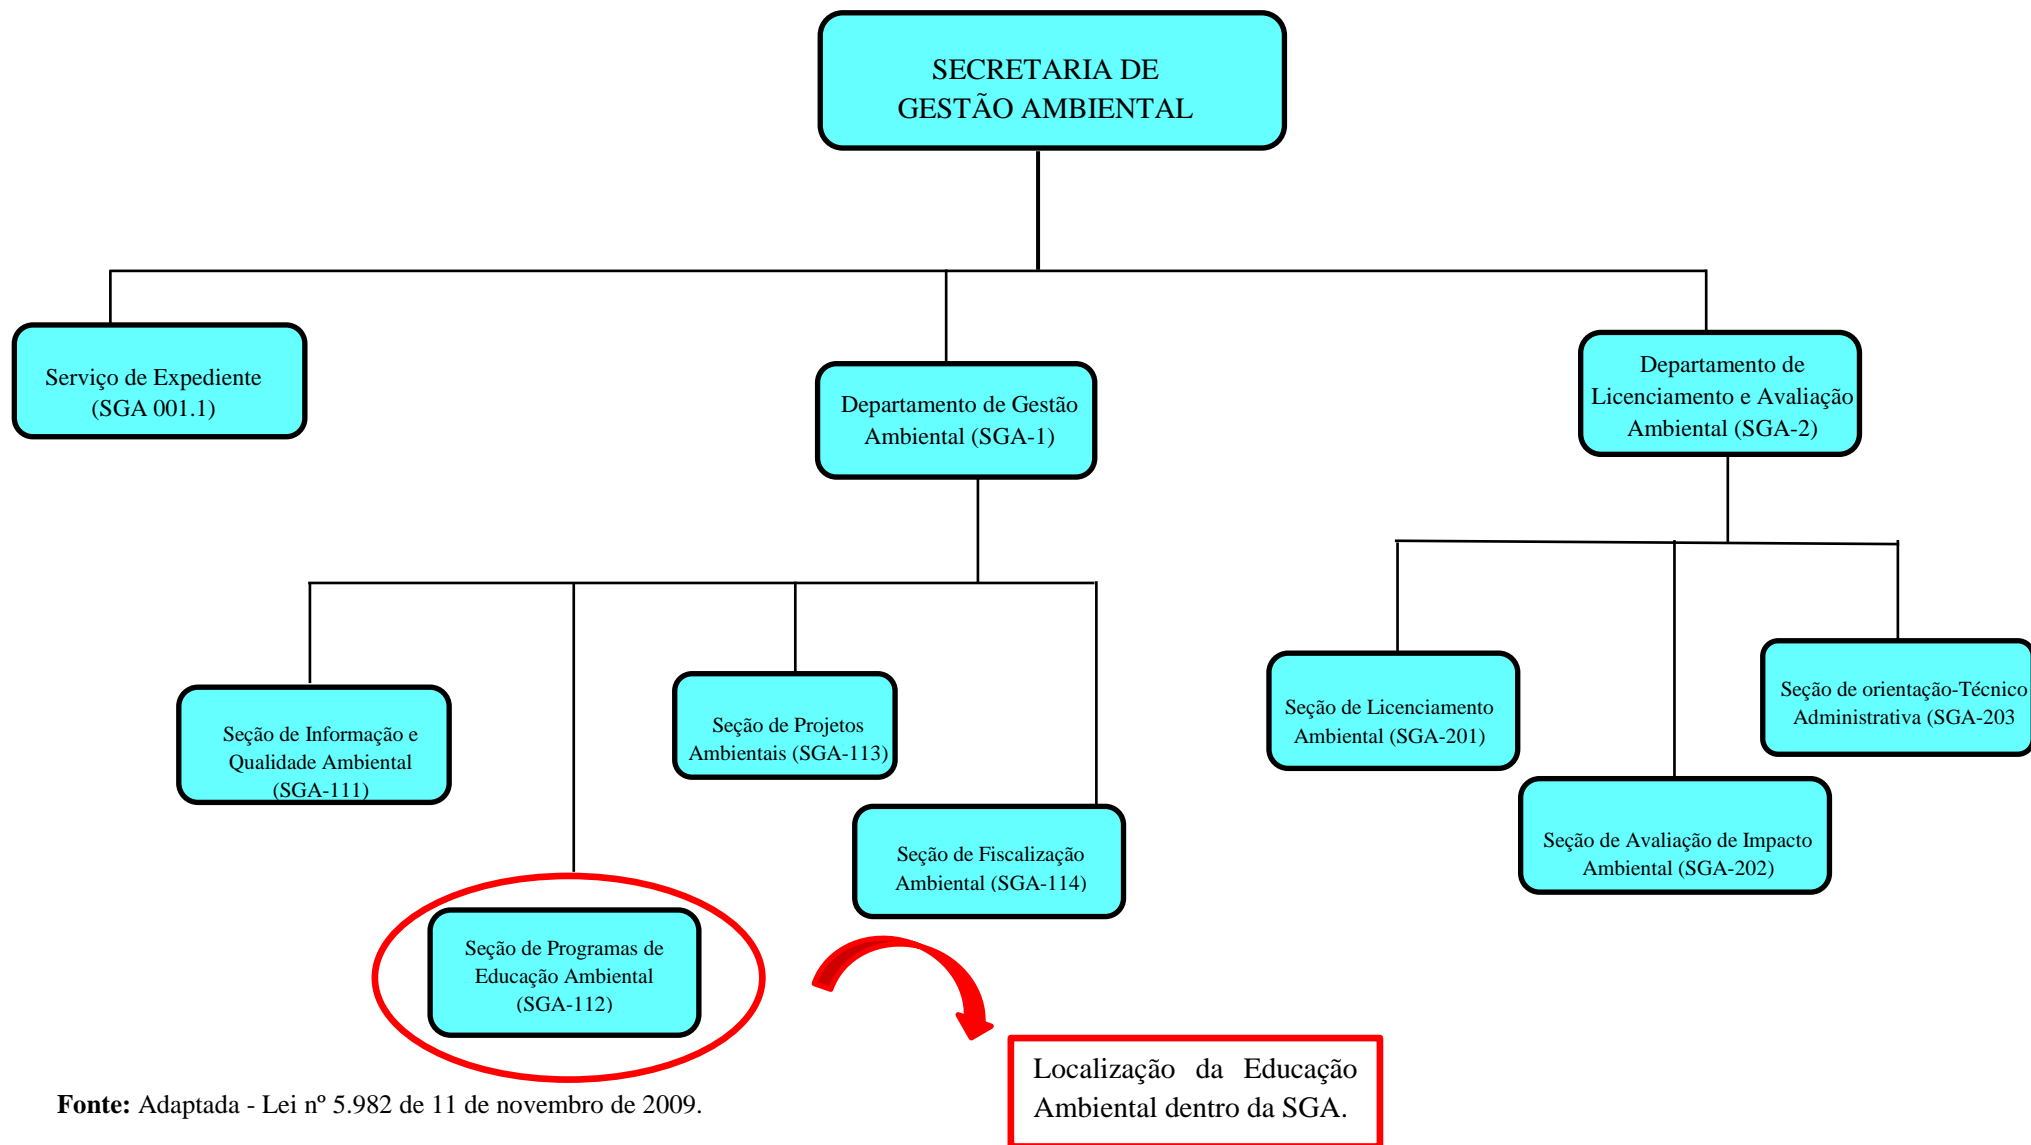 SECRETARIA DE
GESTÃO AMBIENTAL
Serviço de Expediente
(SGA 001.1)
Departamento de Gestão
Ambiental (SGA-1)
Departamento de
Licenciamento e Avaliação
Ambiental (SGA-2)
Seção de Informação e
Qualidade Ambiental
(SGA-111)
Seção de Programas de
Educação Ambiental
(SGA-112)
Seção de Projetos
Ambientais (SGA-113)
Seção de Fiscalização
Ambiental (SGA-114)
Seção de Licenciamento
Ambiental (SGA-201)
Seção de Avaliação de Impacto
Ambiental (SGA-202)
Seção de orientação-Técnico
Administrativa (SGA-203
Localização da Educação
Ambiental dentro da SGA.
Fonte: Adaptada - Lei nº 5.982 de 11 de novembro de 2009.